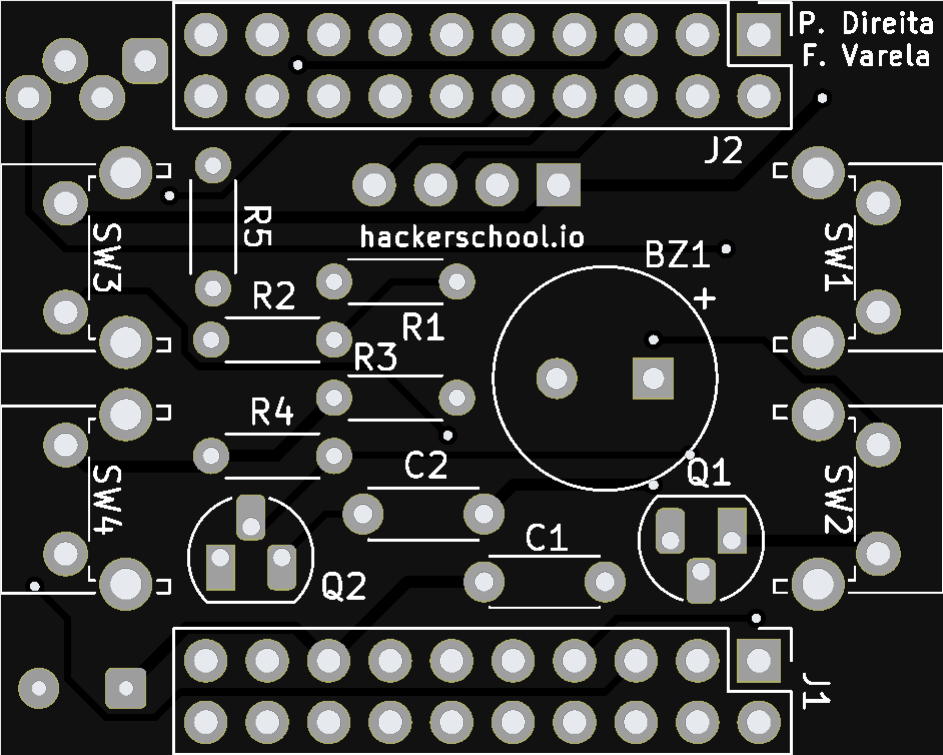 P. Direita
F. Varela
J2
hackerschool.io
R5
SW3
SW1
BZ1
+
R2
R1
R3
R4
C2
Q1
SW4
SW2
C1
Q2
J1